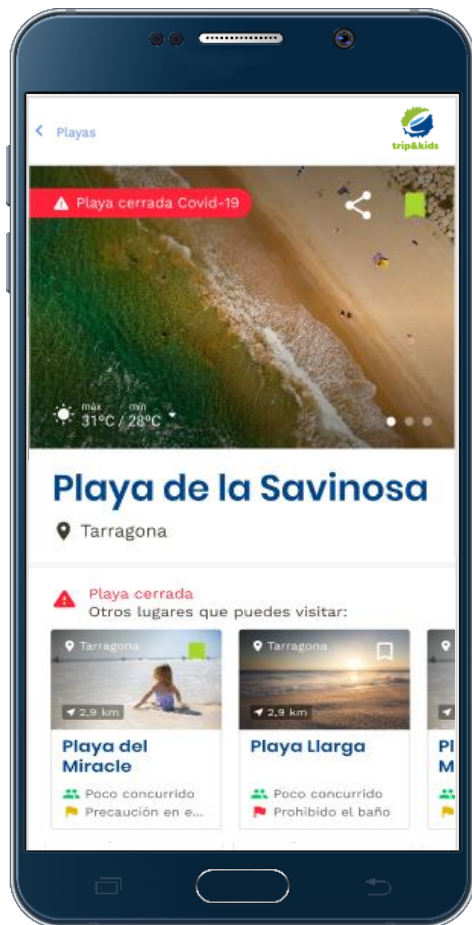 Playas
trip&kids
Playa cerrada Covid-19
máx mín
31°C / 28°C
Playa de la Savinosa
Tarragona
Playa cerrada
Otros lugares que puedes visitar:
Tarragona
2,9 km
Playa del
Miracle
Poco concurrido
Precaución en e...
Tarragona
2,9 km
Playa Llarga
Poco concurrido
Prohibido el baño
Pl
M